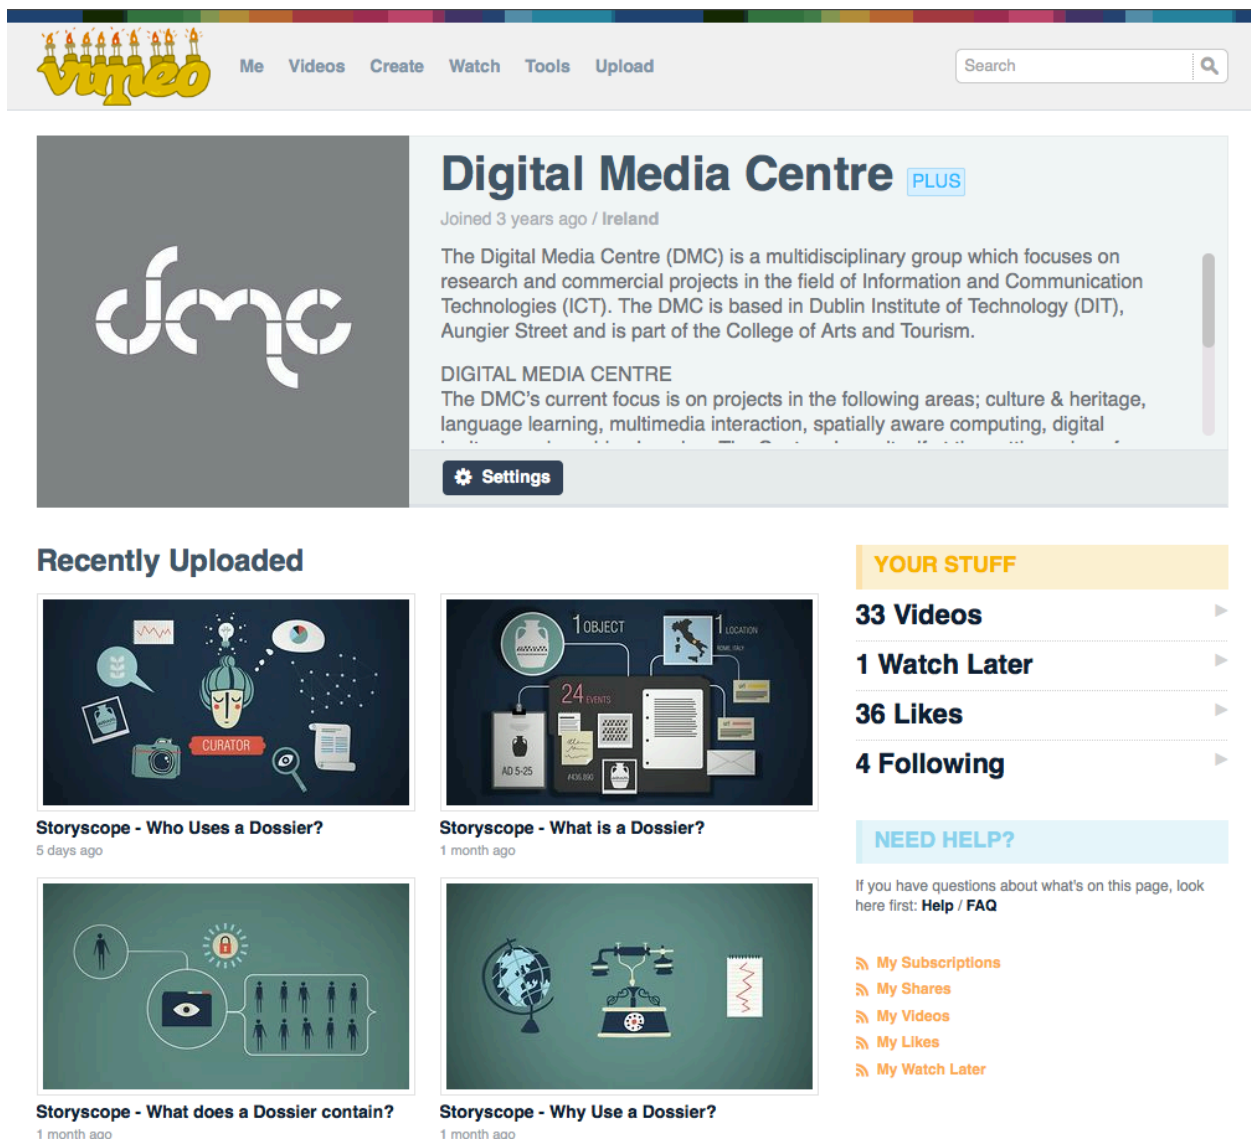 vimeo
Me Videos Create Watch Tools Upload
Search
dmc
Digital Media Centre PLUS
Joined 3 years ago / Ireland
The Digital Media Centre (DMC) is a multidisciplinary group which focuses on
research and commercial projects in the field of Information and Communication
Technologies (ICT). The DMC is based in Dublin Institute of Technology (DIT),
Aungier Street and is part of the College of Arts and Tourism.
DIGITAL MEDIA CENTRE
The DMC's current focus is on projects in the following areas; culture & heritage,
language learning, multimedia interaction, spatially aware computing, digital
Settings
Recently Uploaded
CURATOR
Storyscope - Who Uses a Dossier?
5 days ago
1 OBJECT
1 LOCATION
ROME, ITALY
24 EVENTS
AD 5-25
#436.890
Storyscope - What is a Dossier?
1 month ago
Storyscope - What does a Dossier contain?
1 month ago
Storyscope - Why Use a Dossier?
1 month ago
YOUR STUFF
33 Videos
1 Watch Later
36 Likes
4 Following
NEED HELP?
If you have questions about what's on this page, look
here first: Help / FAQ
My Subscriptions
My Shares
My Videos
My Likes
My Watch Later